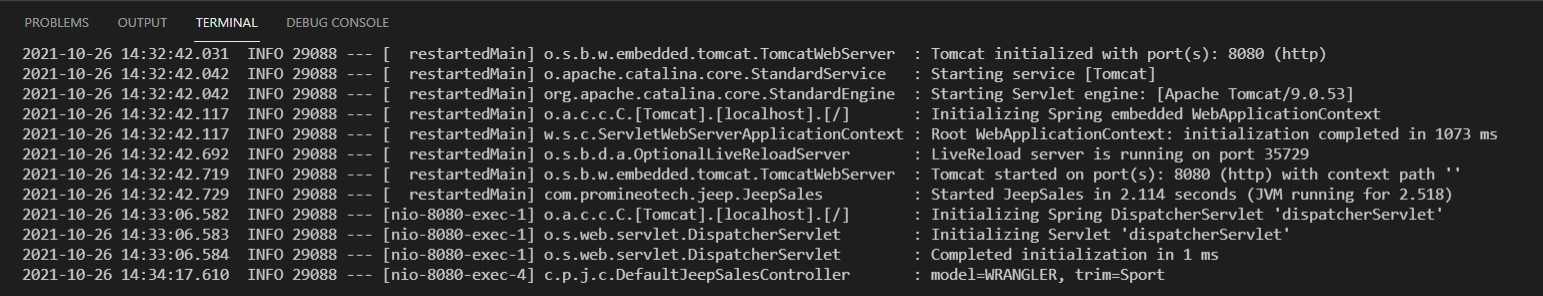 PROBLEMS OUTPUT TERMINAL DEBUG CONSOLE
2021-10-26 14:32:42.031  INFO 29088 --- [  restartedMain] o.s.b.w.embedded.tomcat.TomcatWebServer  : Tomcat initialized with port(s): 8080 (http)
2021-10-26 14:32:42.042  INFO 29088 --- [  restartedMain] o.apache.catalina.core.StandardService   : Starting service [Tomcat]
2021-10-26 14:32:42.042  INFO 29088 --- [  restartedMain] org.apache.catalina.core.StandardEngine  : Starting Servlet engine: [Apache Tomcat/9.0.53]
2021-10-26 14:32:42.117  INFO 29088 --- [  restartedMain] o.a.c.c.C.[Tomcat].[localhost].[/]       : Initializing Spring embedded WebApplicationContext
2021-10-26 14:32:42.117  INFO 29088 --- [  restartedMain] w.s.c.ServletWebServerApplicationContext : Root WebApplicationContext: initialization completed in 1073 ms
2021-10-26 14:32:42.692  INFO 29088 --- [  restartedMain] o.s.b.d.a.OptionalLiveReloadServer       : LiveReload server is running on port 35729
2021-10-26 14:32:42.719  INFO 29088 --- [  restartedMain] o.s.b.w.embedded.tomcat.TomcatWebServer  : Tomcat started on port(s): 8080 (http) with context path ''
2021-10-26 14:32:42.729  INFO 29088 --- [  restartedMain] com.promineotech.jeep.JeepSales          : Started JeepSales in 2.114 seconds (JVM running for 2.518)
2021-10-26 14:33:06.582  INFO 29088 --- [nio-8080-exec-1] o.a.c.c.C.[Tomcat].[localhost].[/]       : Initializing Spring DispatcherServlet 'dispatcherServlet'
2021-10-26 14:33:06.583  INFO 29088 --- [nio-8080-exec-1] o.s.web.servlet.DispatcherServlet        : Initializing Servlet 'dispatcherServlet'
2021-10-26 14:33:06.584  INFO 29088 --- [nio-8080-exec-1] o.s.web.servlet.DispatcherServlet        : Completed initialization in 1 ms
2021-10-26 14:34:17.610  INFO 29088 --- [nio-8080-exec-4] c.p.j.c.DefaultJeepSalesController       : model=WRANGLER, trim=Sport